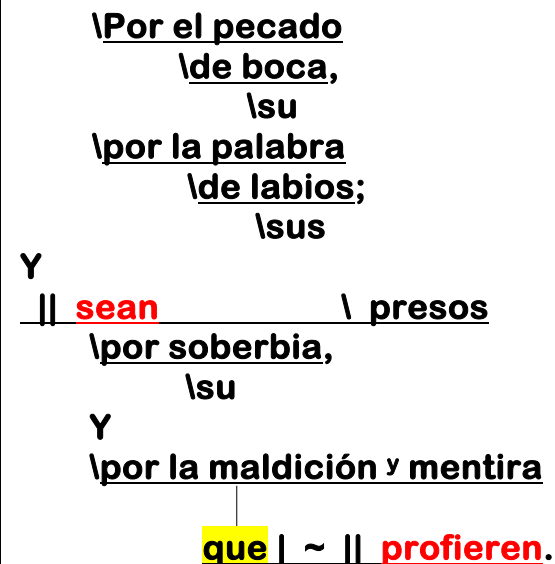 \Por el pecado
\de boca,
\su
\por la palabra
\de labios;
\sus
Y
|| sean \ presos
\por soberbia,
\su
Y
\por la maldición y mentira
que | ~ || profieren.